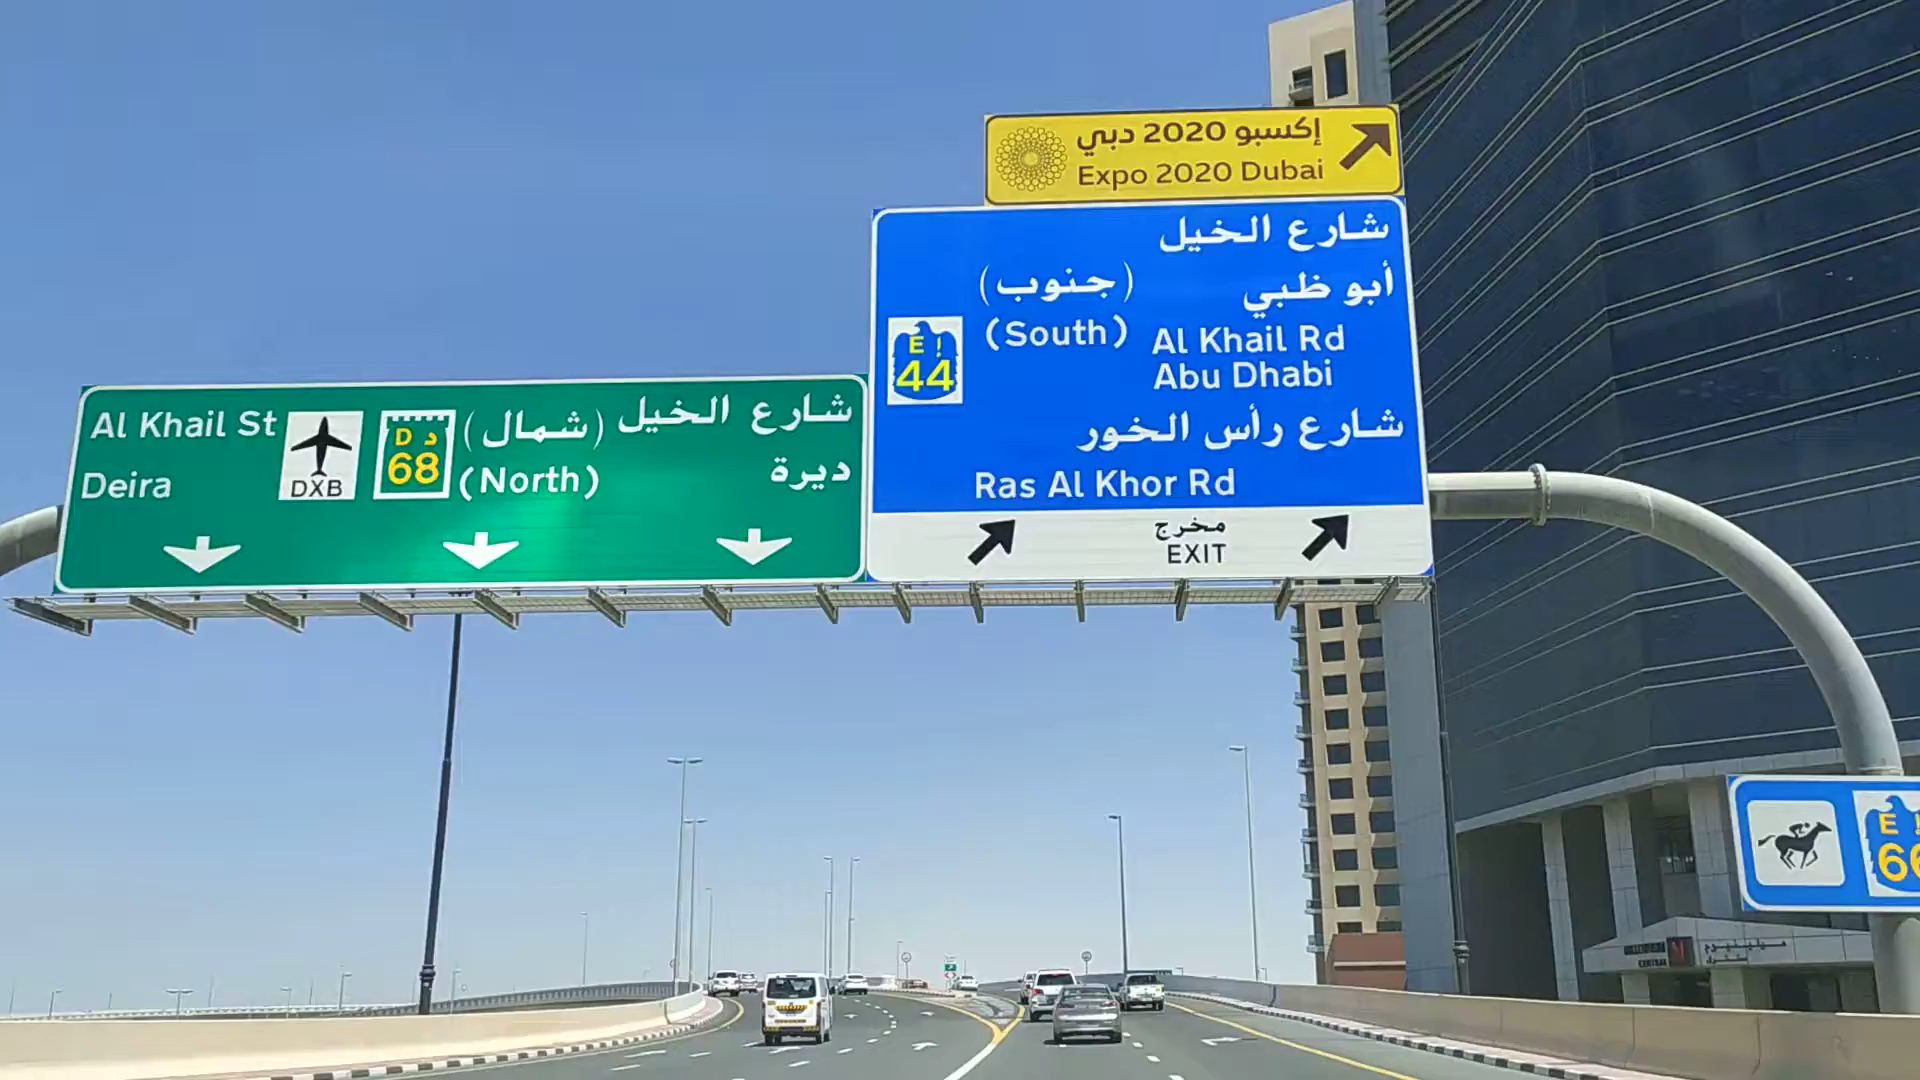 إكسبو 2020 دبي
Expo 2020 Dubai
شارع الخيل
أبو ظبي
(جنوب)
(South)
Al Khail Rd
Abu Dhabi
E إ
44
شارع رأس الخور
Ras Al Khor Rd
مخرج
EXIT
Al Khail St
Deira
DXB
D د
68
(شمال)
(North)
شارع الخيل
ديرة
E إ
66